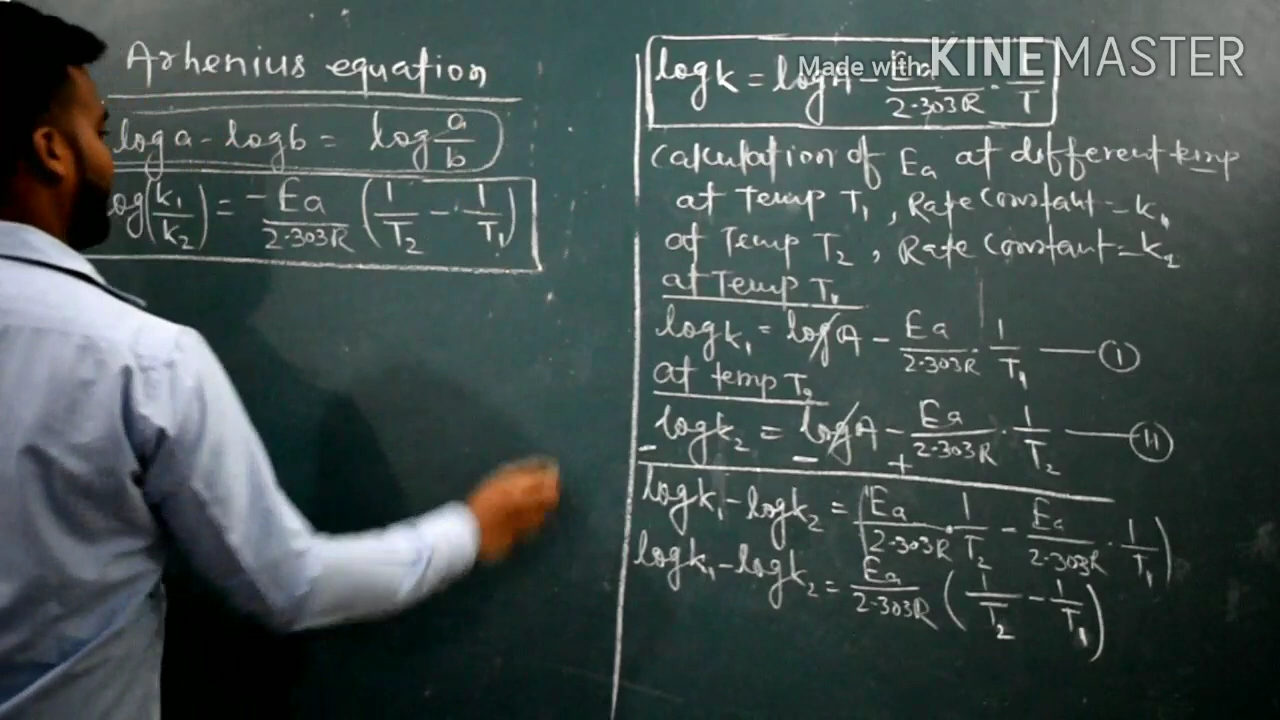 Arhenius equation
log a - log b = log a/b
log(k₁/k₂) = -Ea/2.303R (1/T₂ - 1/T₁)
Made with KINEMASTER
log k = log A - Ea/2.303R · 1/T
Calculation of Ea at different temp
at Temp T₁, Rate Constant = k₁
at Temp T₂, Rate Constant = k₂
at Temp T₁
log k₁ = log A - Ea/2.303R · 1/T₁ — I
at temp T₂
- log k₂ = - log A - + Ea/2.303R · 1/T₂ — II
log k₁ - log k₂ = Ea/2.303R · 1/T₂ - Ea/2.303R · 1/T₁)
log k₁ - log k₂ = Ea/2.303R (1/T₂ - 1/T₁)